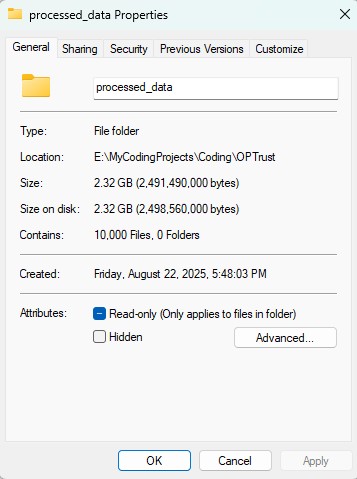 processed_data Properties
General Sharing Security Previous Versions Customize
processed_data
Type: File folder
Location: E:\MyCodingProjects\Coding\OPTrust
Size: 2.32 GB (2,491,490,000 bytes)
Size on disk: 2.32 GB (2,498,560,000 bytes)
Contains: 10,000 Files, 0 Folders
Created: Friday, August 22, 2025, 5:48:03 PM
Attributes: Read-only (Only applies to files in folder)
Hidden Advanced...
OK Cancel Apply